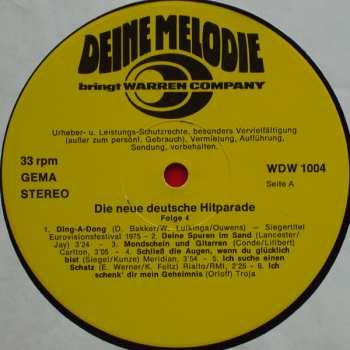 DEINE MELODIE
bringt WARREN COMPANY
Urheber- u. Leistungs-Schutzrechte, besonders Vervielfältigung
(außer zum persönl. Gebrauch), Vermietung, Aufführung,
Sendung, vorbehalten.
33 rpm
GEMA
STEREO
WDW 1004
Seite A
Die neue deutsche Hitparade
Folge 4
1. Ding-A-Dong (D. Bakker/W. Luikinga/Ouwens) — Siegertitel
Eurovisionsfestival 1975 - 2. Deine Spuren im Sand (Lancester/
Jay) 3'24 - 3. Mondschein und Gitarren (Conde/Lilibert)
Carlton, 3'05 - 4. Schließ die Augen, wenn du glücklich
bist (Siegel/Kunze) Meridian, 3'54 - 5. Ich suche einen
Schatz (E. Werner/K. Feltz) Rialto/RMI, 2'25 - 6. Ich
schenk' dir mein Geheimnis (Orloff) Troja